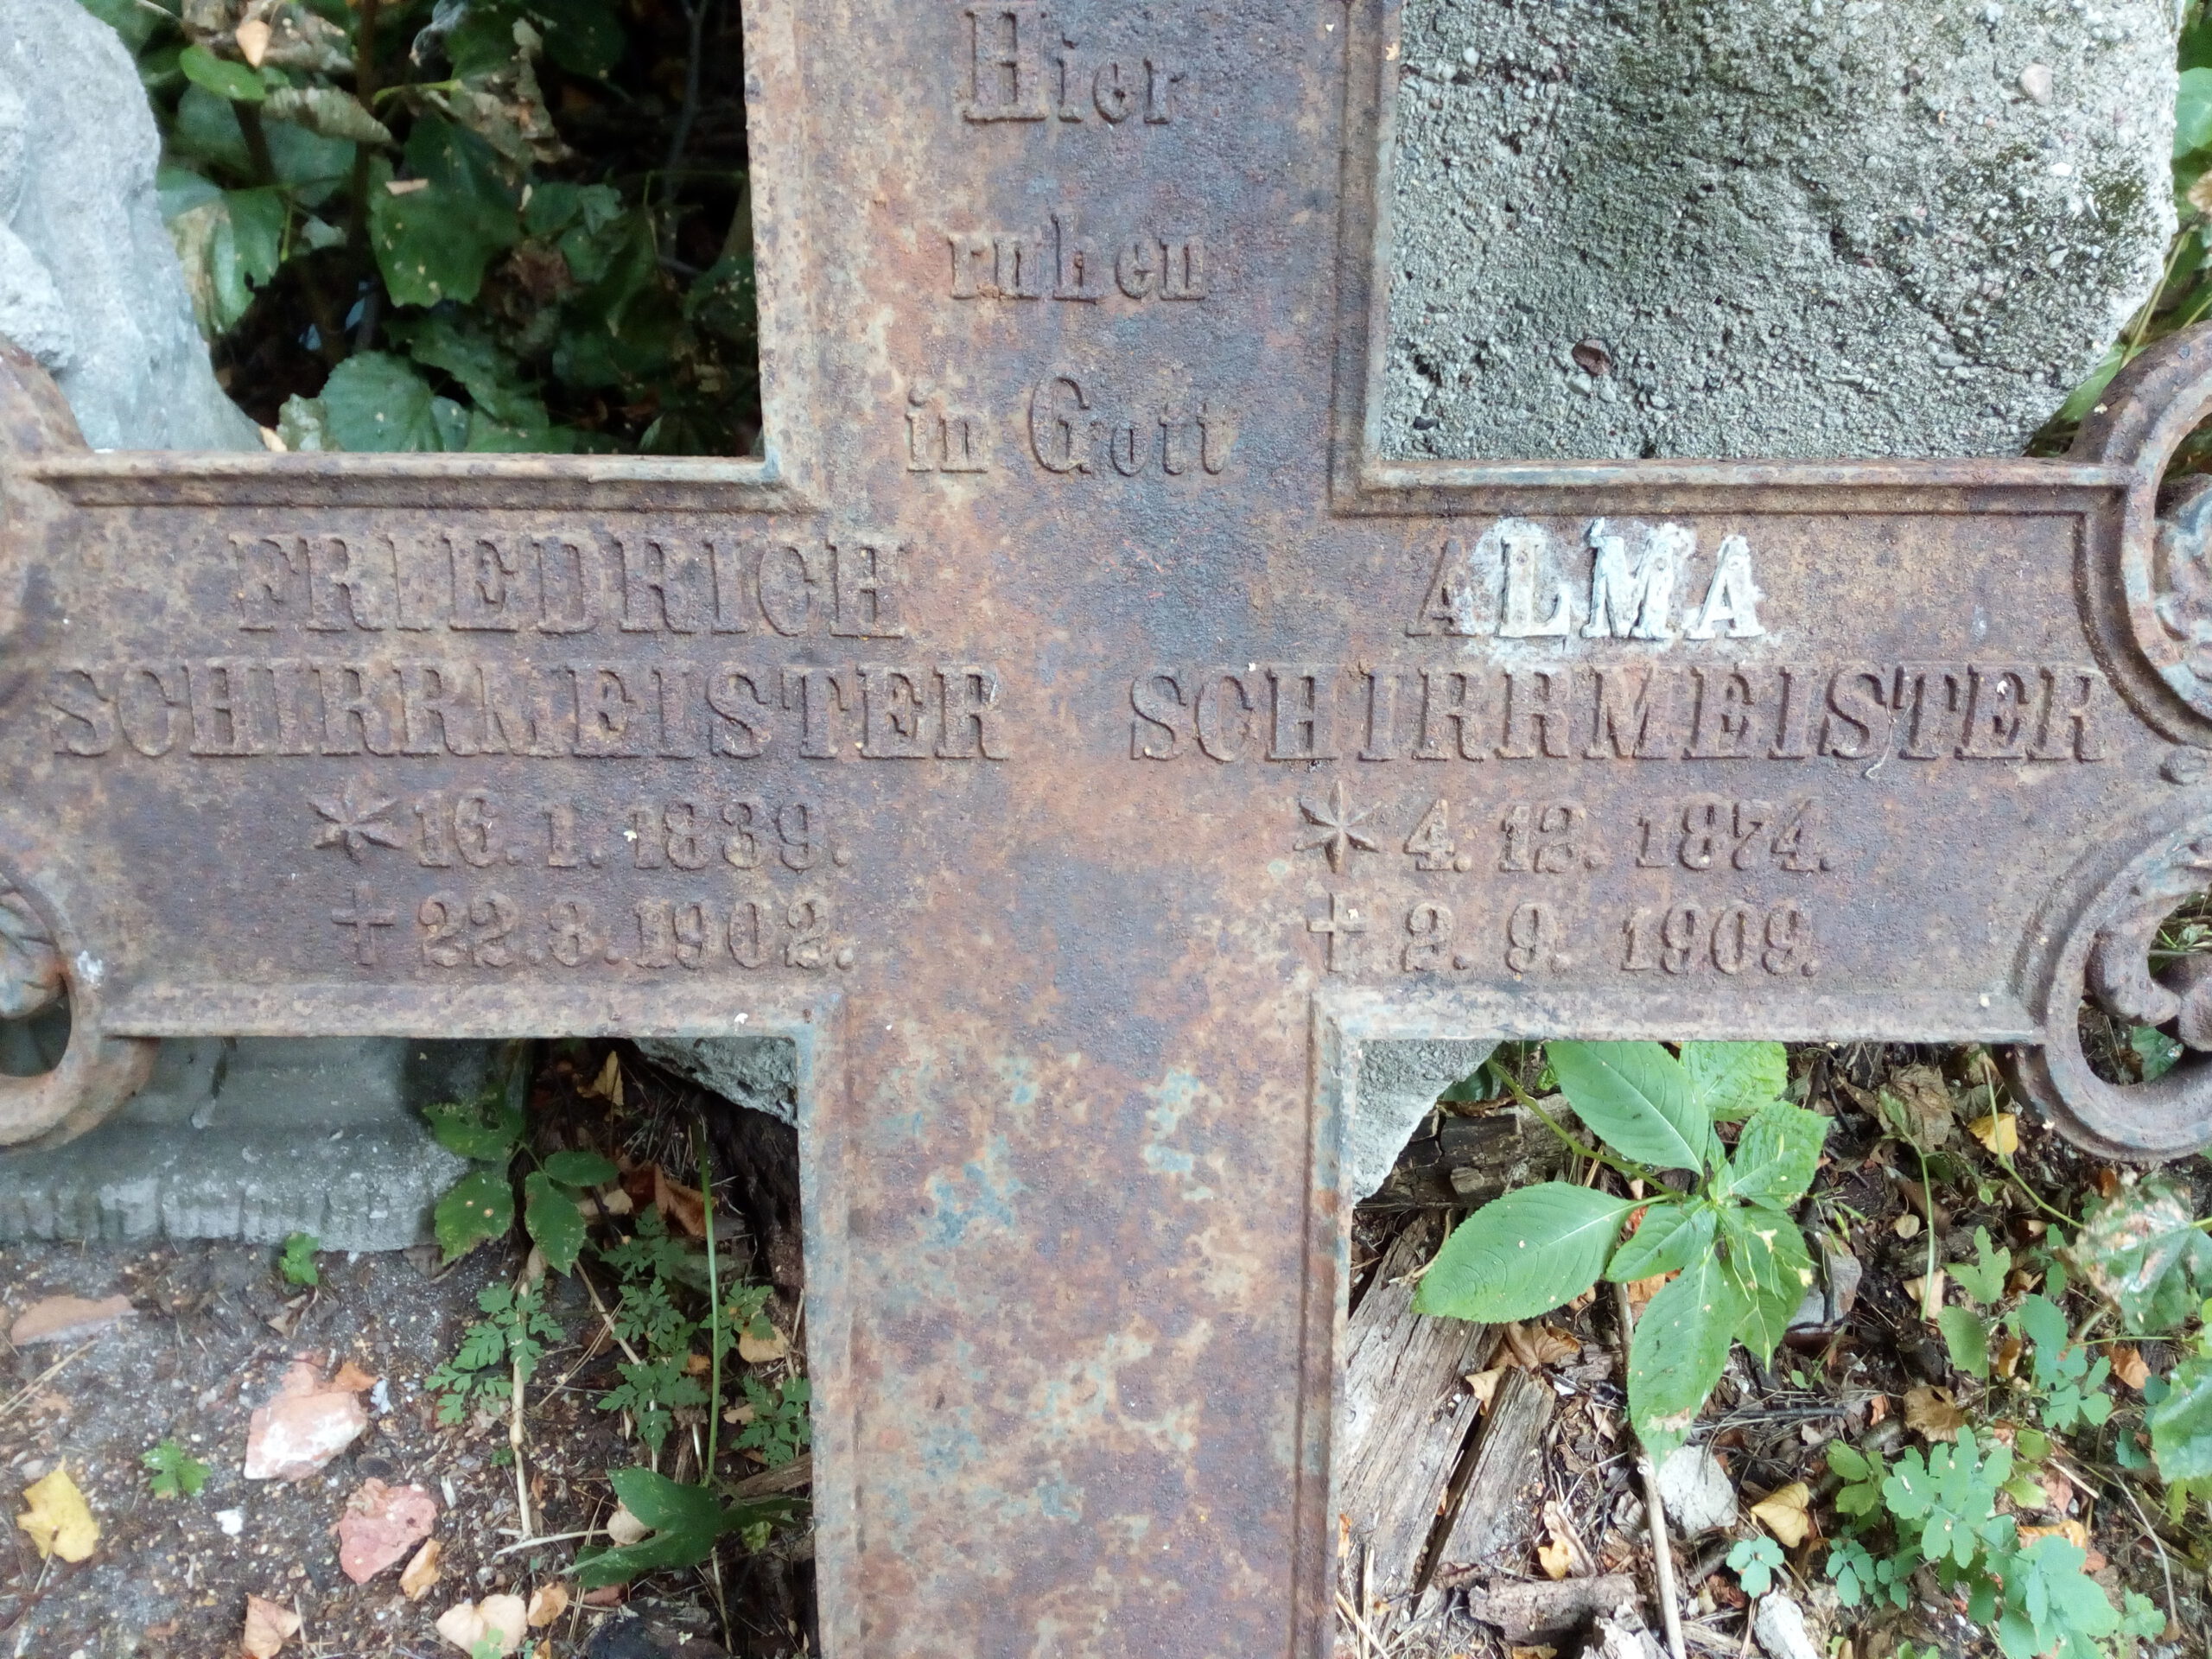 Hier
ruhen
in Gott
FRIEDRICH
SCHIRRMEISTER
* 16. 1. 1839.
† 22. 8. 1902.
ALMA
SCHIRRMEISTER
* 4. 12. 1874.
† 2. 9. 1909.